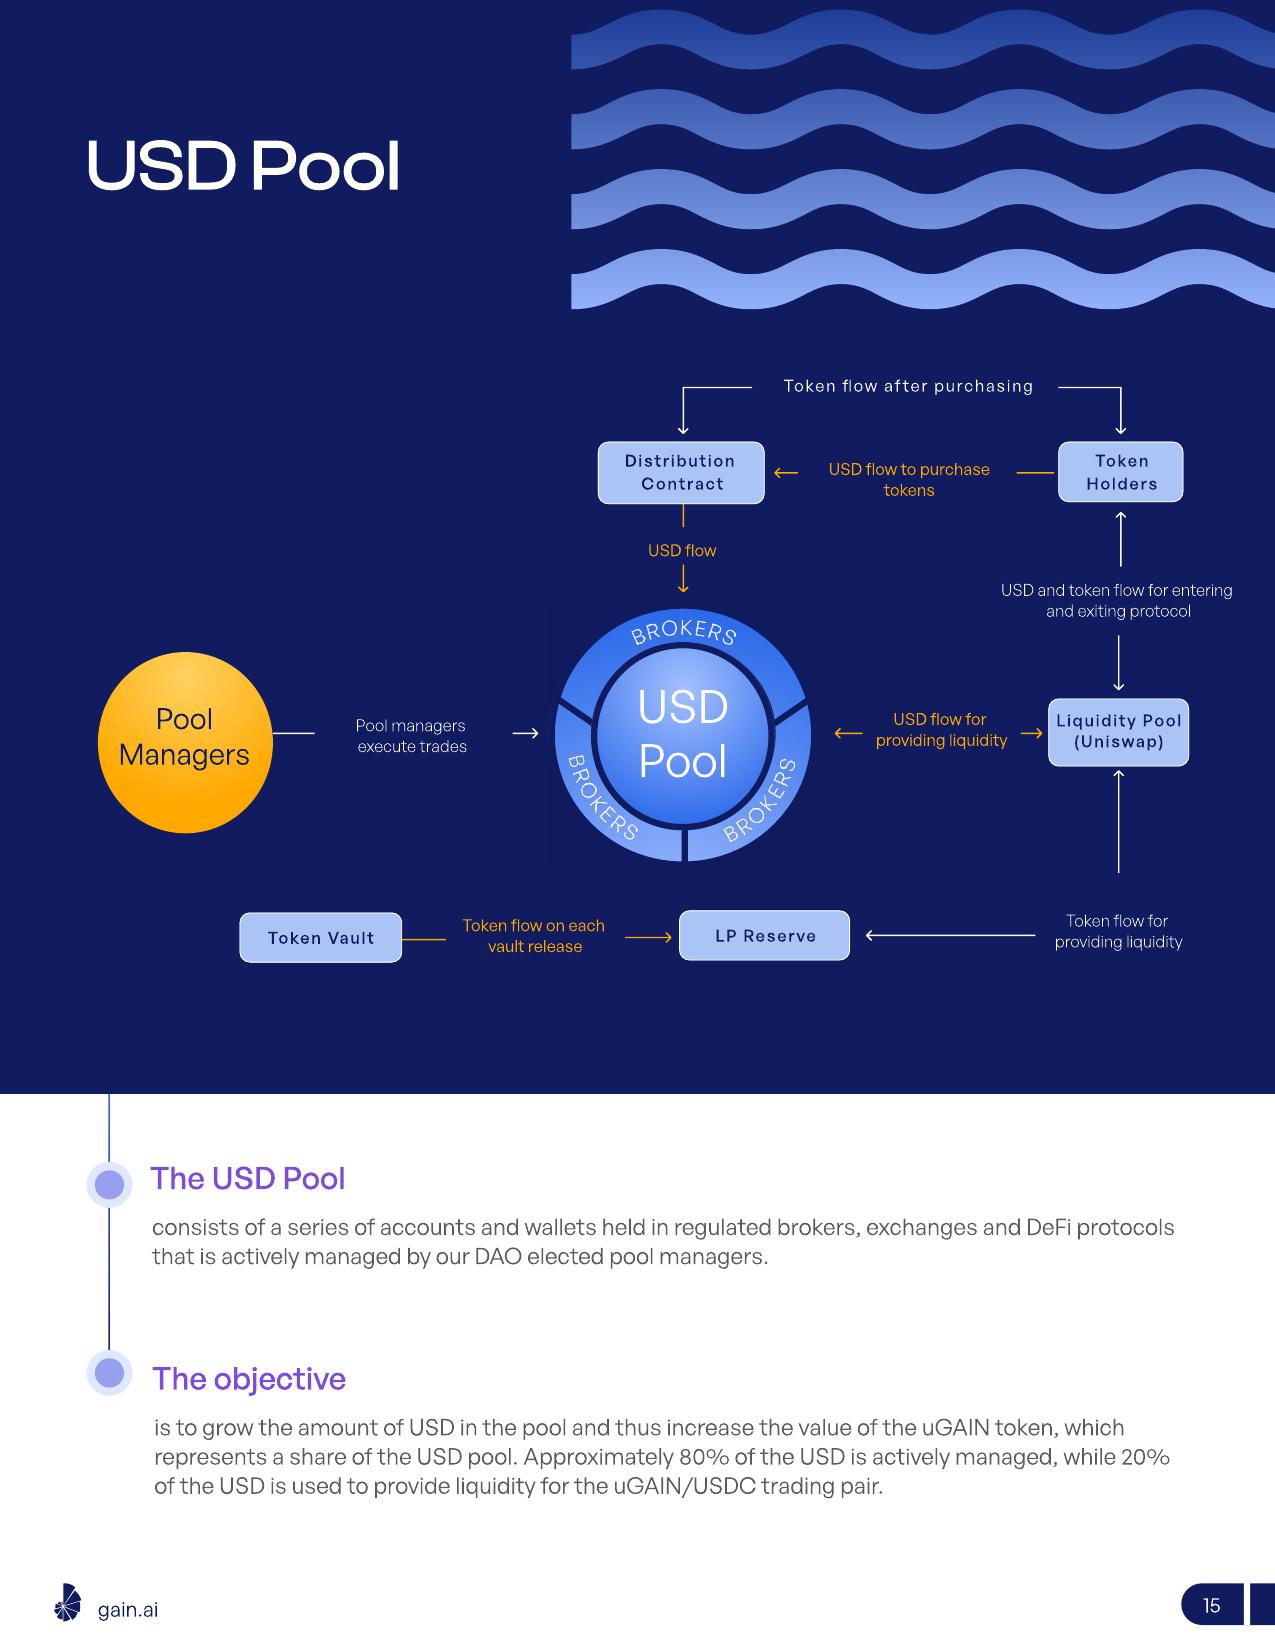 USD Pool
Token flow after purchasing
Distribution
Contract
USD flow to purchase
tokens
Token
Holders
USD flow
USD and token flow for entering
and exiting protocol
BROKERS
USD
Pool
BROKERS
BROKERS
Pool
Managers
Pool managers
execute trades
USD flow for
providing liquidity
Liquidity Pool
(Uniswap)
Token Vault
Token flow on each
vault release
LP Reserve
Token flow for
providing liquidity
The USD Pool
consists of a series of accounts and wallets held in regulated brokers, exchanges and DeFi protocols
that is actively managed by our DAO elected pool managers.
The objective
is to grow the amount of USD in the pool and thus increase the value of the uGAIN token, which
represents a share of the USD pool. Approximately 80% of the USD is actively managed, while 20%
of the USD is used to provide liquidity for the uGAIN/USDC trading pair.
gain.ai
15